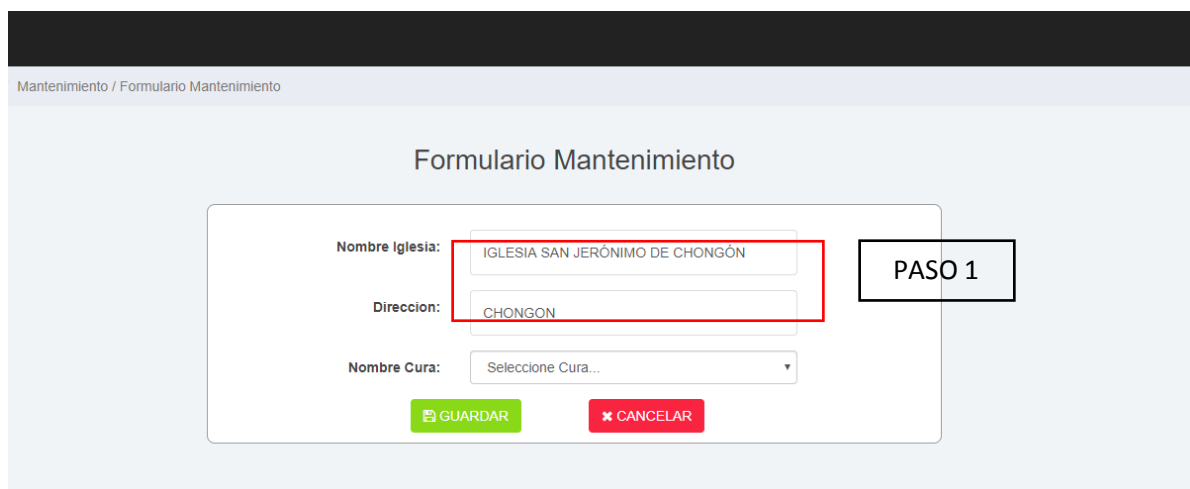 Mantenimiento / Formulario Mantenimiento
Formulario Mantenimiento
Nombre Iglesia: IGLESIA SAN JERÓNIMO DE CHONGÓN
PASO 1
Direccion: CHONGON
Nombre Cura: Seleccione Cura...
GUARDAR CANCELAR